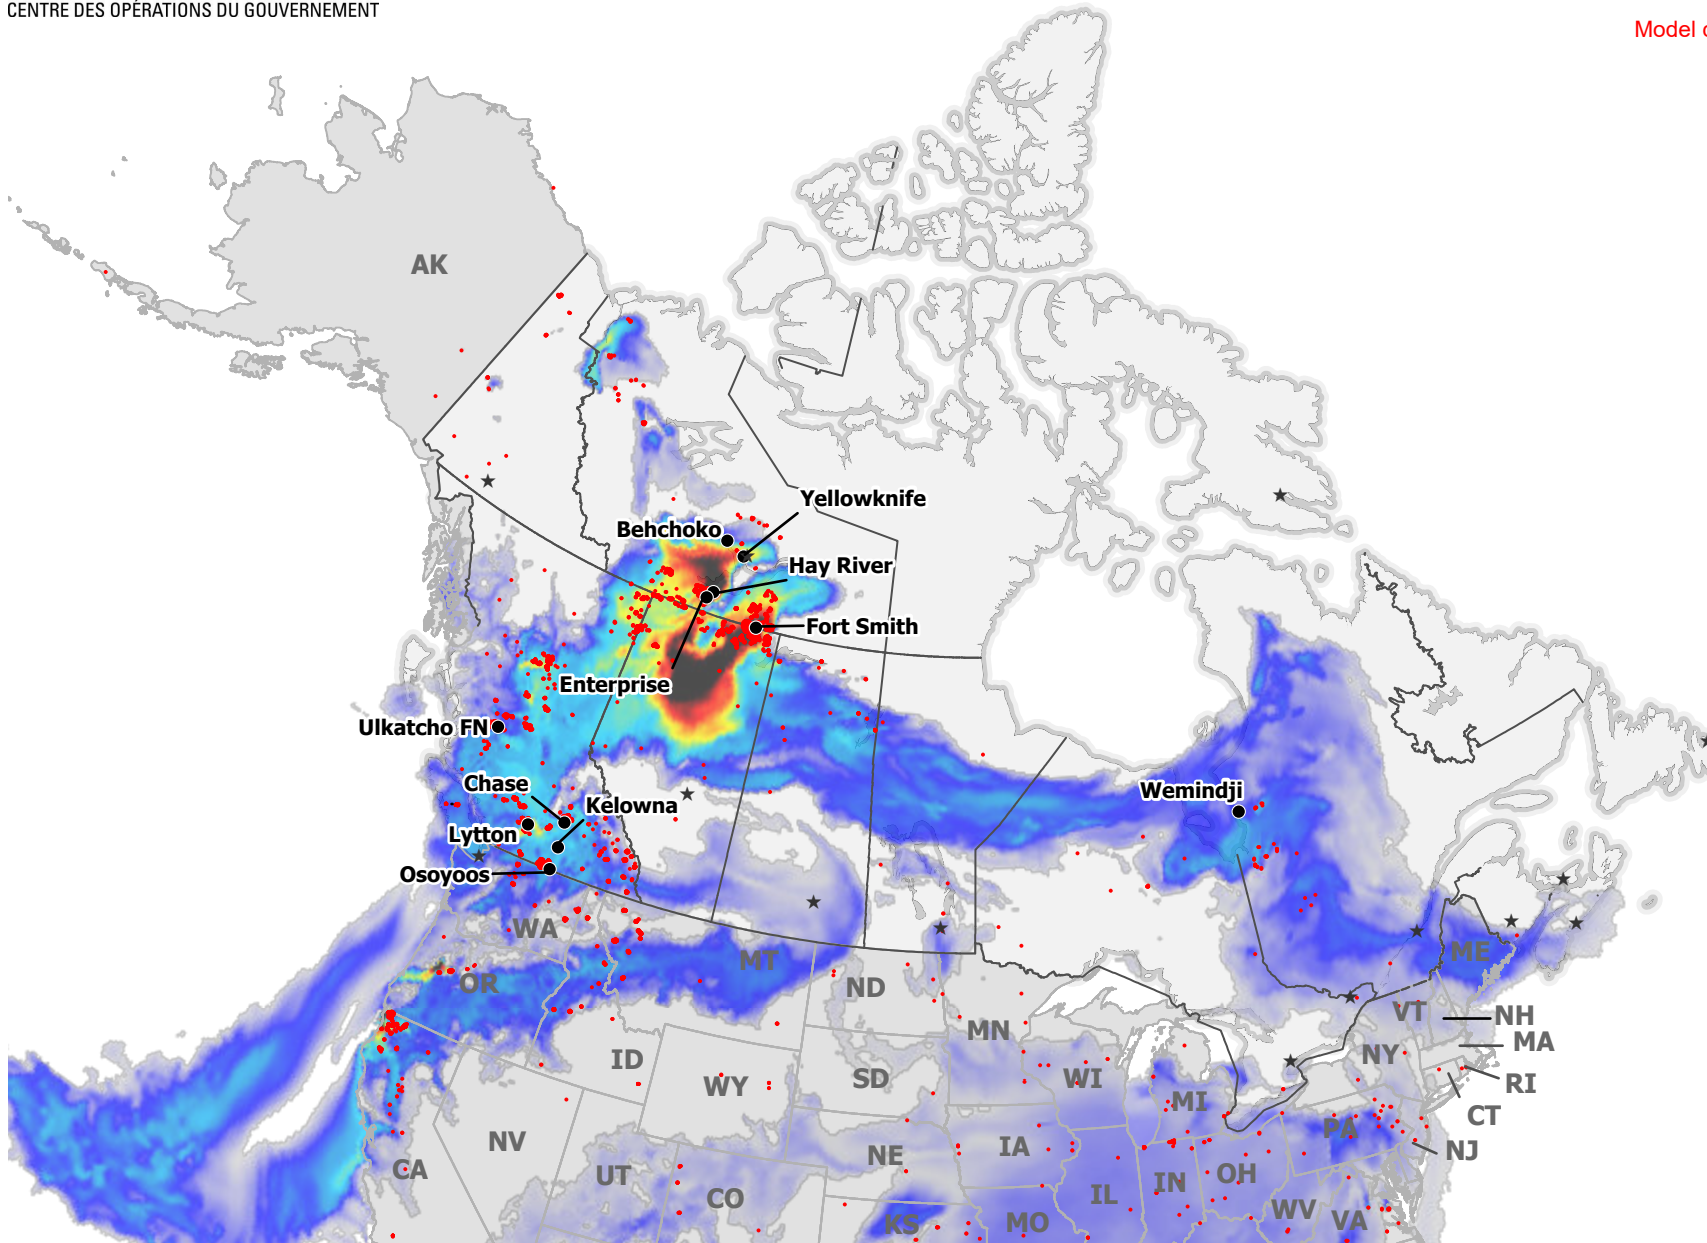 CENTRE DES OPÉRATIONS DU GOUVERNEMENT
Model
AK
Yellowknife
Behchoko
Hay River
Fort Smith
Enterprise
Ulkatcho FN
Chase
Kelowna
Wemindji
Lytton
Osoyoos
WA
MT
ME
OR
ND
VT
NH
MN
MA
NY
ID
WY
SD
WI
RI
MI
CT
PA
NV
NJ
IA
NE
CA
UT
OH
IN
CO
IL
WV
VA
KS
MO